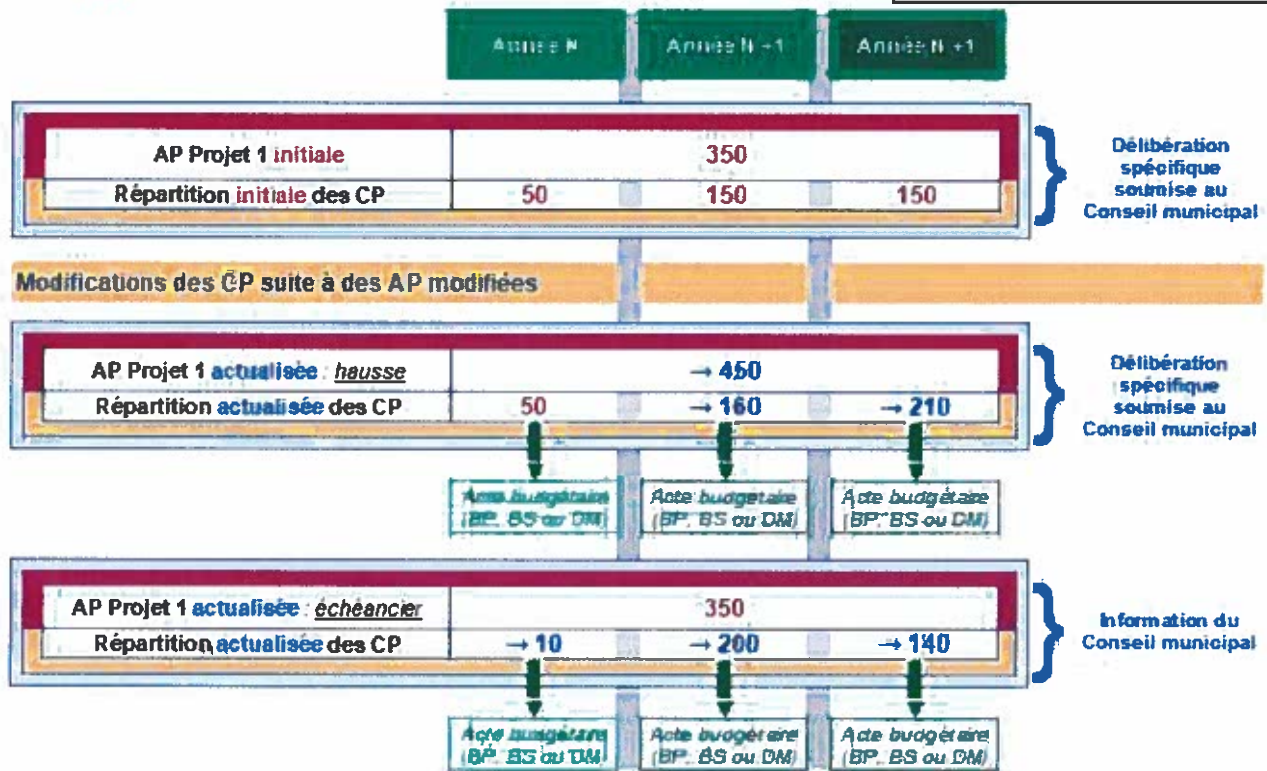 Année N
Année N +1
Année N +1
AP Projet 1 initiale
350
Répartition initiale des CP
50
150
150
Délibération
spécifique
soumise au
Conseil municipal
Modifications des CP suite à des AP modifiées
AP Projet 1 actualisée : hausse
→ 450
Répartition actualisée des CP
50
→ 160
→ 210
Délibération
spécifique
soumise au
Conseil municipal
Acte budgétaire
(BP, BS ou DM)
Acte budgétaire
(BP, BS ou DM)
Acte budgétaire
(BP, BS ou DM)
AP Projet 1 actualisée : échéancier
350
Répartition actualisée des CP
→ 10
→ 200
→ 140
Information du
Conseil municipal
Acte budgétaire
(BP, BS ou DM)
Acte budgétaire
(BP, BS ou DM)
Acte budgétaire
(BP, BS ou DM)